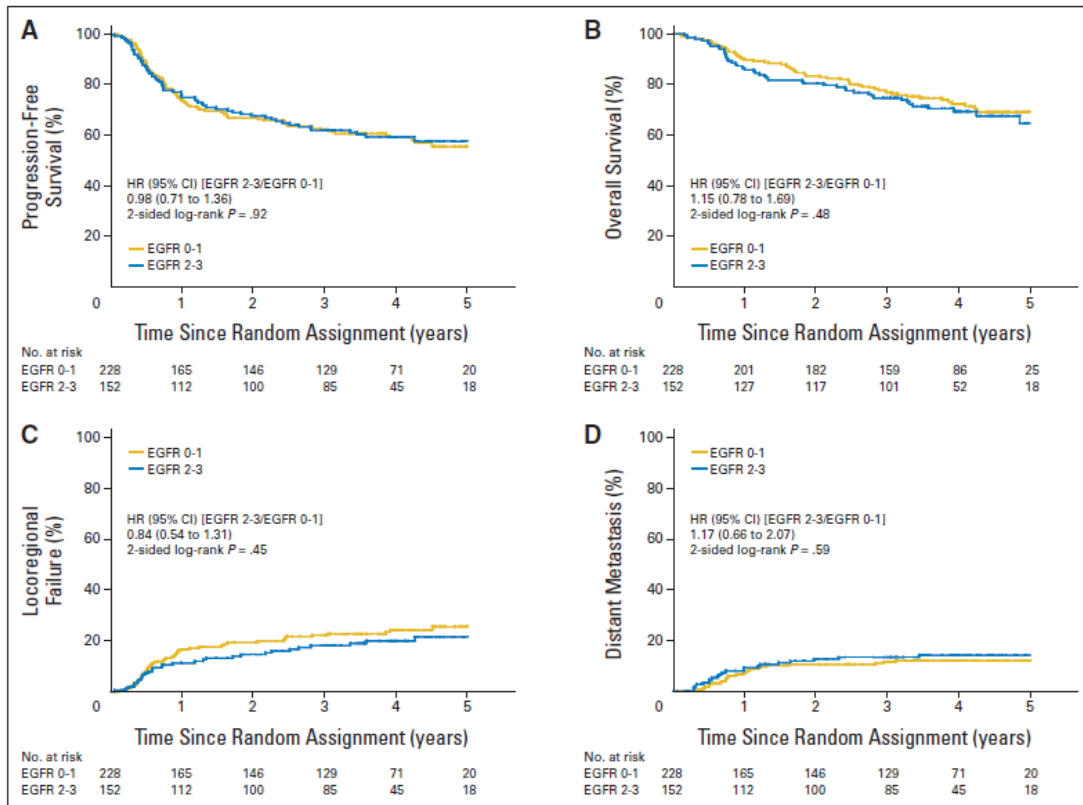 A
Progression-Free
Survival (%)
100
80
60
40
20
0
HR (95% CI) [EGFR 2-3/EGFR 0-1]
0.98 (0.71 to 1.36)
2-sided log-rank P = .92
EGFR 0-1
EGFR 2-3
1 2 3 4 5
Time Since Random Assignment (years)
No. at risk
EGFR 0-1 228 165 146 129 71 20
EGFR 2-3 152 112 100 85 45 18
B
Overall Survival (%)
100
80
60
40
20
0
HR (95% CI) [EGFR 2-3/EGFR 0-1]
1.15 (0.78 to 1.69)
2-sided log-rank P = .48
EGFR 0-1
EGFR 2-3
1 2 3 4 5
Time Since Random Assignment (years)
No. at risk
EGFR 0-1 228 201 182 159 86 25
EGFR 2-3 152 127 117 101 52 18
C
Locoregional
Failure (%)
100
80
60
40
20
0
EGFR 0-1
EGFR 2-3
HR (95% CI) [EGFR 2-3/EGFR 0-1]
0.84 (0.54 to 1.31)
2-sided log-rank P = .45
1 2 3 4 5
Time Since Random Assignment (years)
No. at risk
EGFR 0-1 228 165 146 129 71 20
EGFR 2-3 152 112 100 85 45 18
D
Distant Metastasis (%)
100
80
60
40
20
0
EGFR 0-1
EGFR 2-3
HR (95% CI) [EGFR 2-3/EGFR 0-1]
1.17 (0.66 to 2.07)
2-sided log-rank P = .59
1 2 3 4 5
Time Since Random Assignment (years)
No. at risk
EGFR 0-1 228 165 146 129 71 20
EGFR 2-3 152 112 100 85 45 18